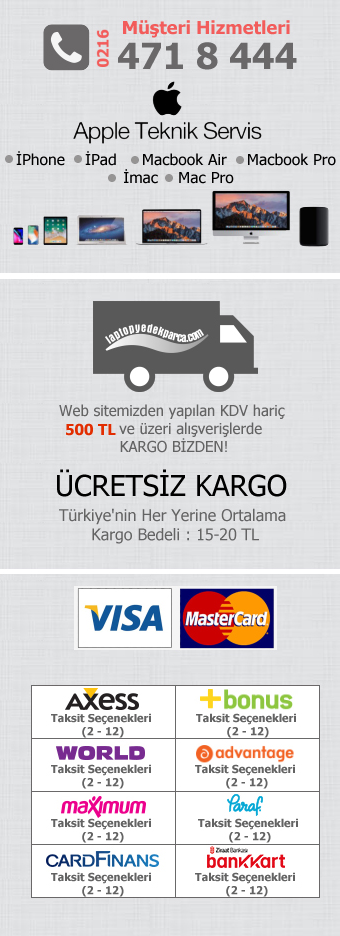 Müşteri Hizmetleri
0216 471 8 444
Apple Teknik Servis
İPhone İPad Macbook Air Macbook Pro
İmac Mac Pro
laptopyedekparca.com
Web sitemizden yapılan KDV hariç
500 TL ve üzeri alışverişlerde
KARGO BİZDEN!
ÜCRETSİZ KARGO
Türkiye'nin Her Yerine Ortalama
Kargo Bedeli : 15-20 TL
VISA MasterCard
AXESS
Taksit Seçenekleri
(2 - 12)
+bonus
Taksit Seçenekleri
(2 - 12)
WORLD
Taksit Seçenekleri
(2 - 12)
advantage
Taksit Seçenekleri
(2 - 12)
maximum
Taksit Seçenekleri
(2 - 12)
Paraf
Taksit Seçenekleri
(2 - 12)
CARDFINANS
Taksit Seçenekleri
(2 - 12)
Ziraat Bankası
bankkart
Taksit Seçenekleri
(2 - 12)